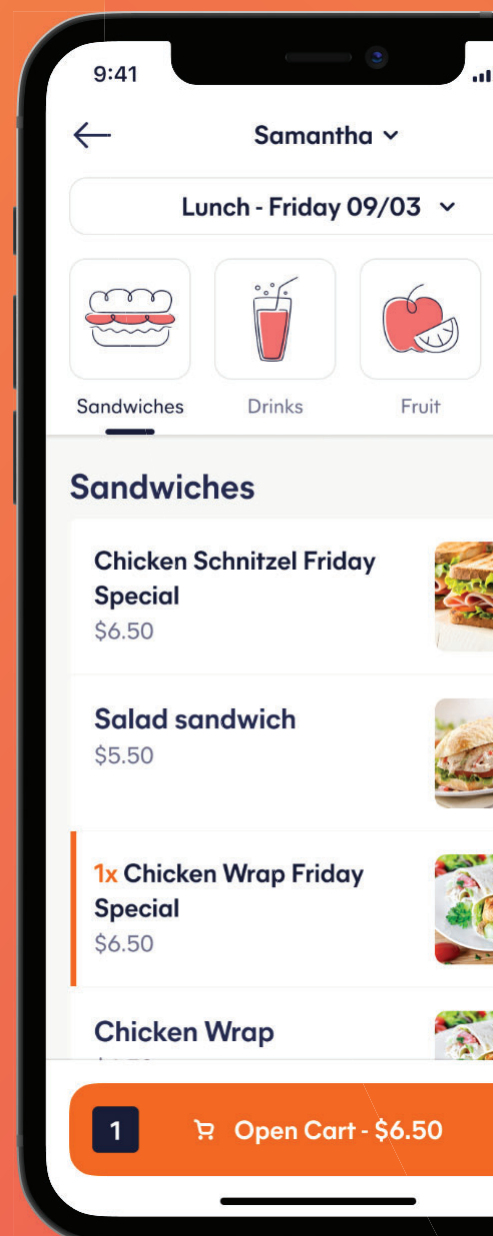 9:41
Samantha
Lunch - Friday 09/03
Sandwiches
Drinks
Fruit
Sandwiches
Chicken Schnitzel Friday
Special
$6.50
Salad sandwich
$5.50
1x Chicken Wrap Friday
Special
$6.50
Chicken Wrap
1
Open Cart - $6.50